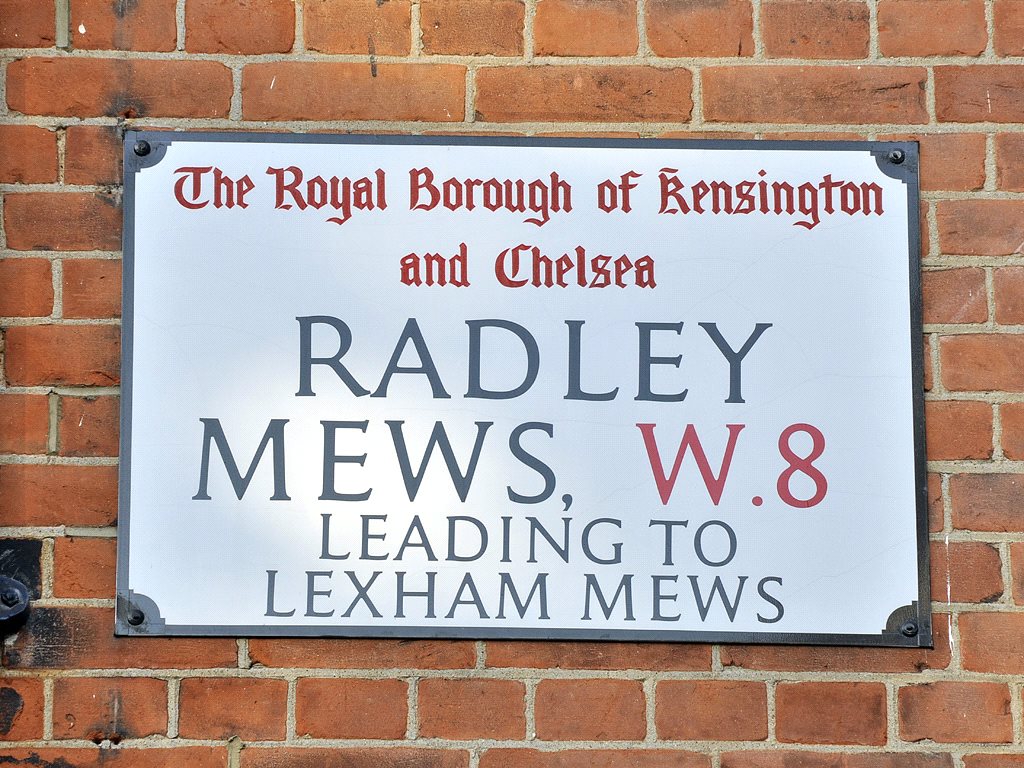 The Royal Borough of Kensington
and Chelsea
RADLEY
MEWS, W.8
LEADING TO
LEXHAM MEWS